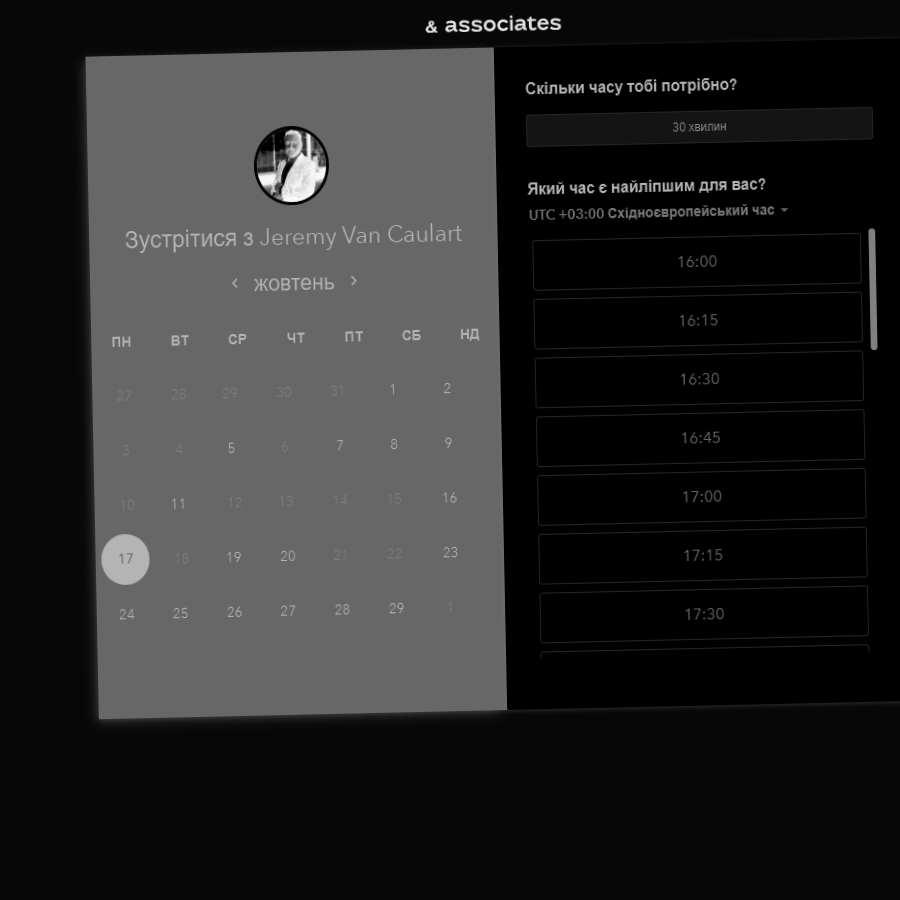 & associates
Зустрітися з Jeremy Van Caulart
жовтень
ПН ВТ СР ЧТ ПТ СБ НД
27 28 29 30 31 1 2
3 4 5 6 7 8 9
10 11 12 13 14 15 16
17 18 19 20 21 22 23
24 25 26 27 28 29 1
Скільки часу тобі потрібно?
30 хвилин
Який час є найліпшим для вас?
UTC +03:00 Східноєвропейський час
16:00
16:15
16:30
16:45
17:00
17:15
17:30